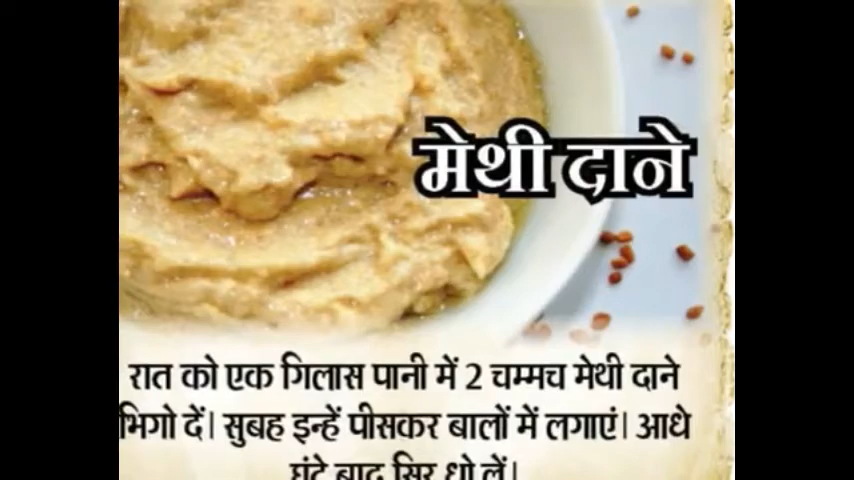 मेथी दाने
रात को एक गिलास पानी में 2 चम्मच मेथी दाने
भिगो दें। सुबह इन्हें पीसकर बालों में लगाएं। आधे
घंटे बाद सिर धो लें।